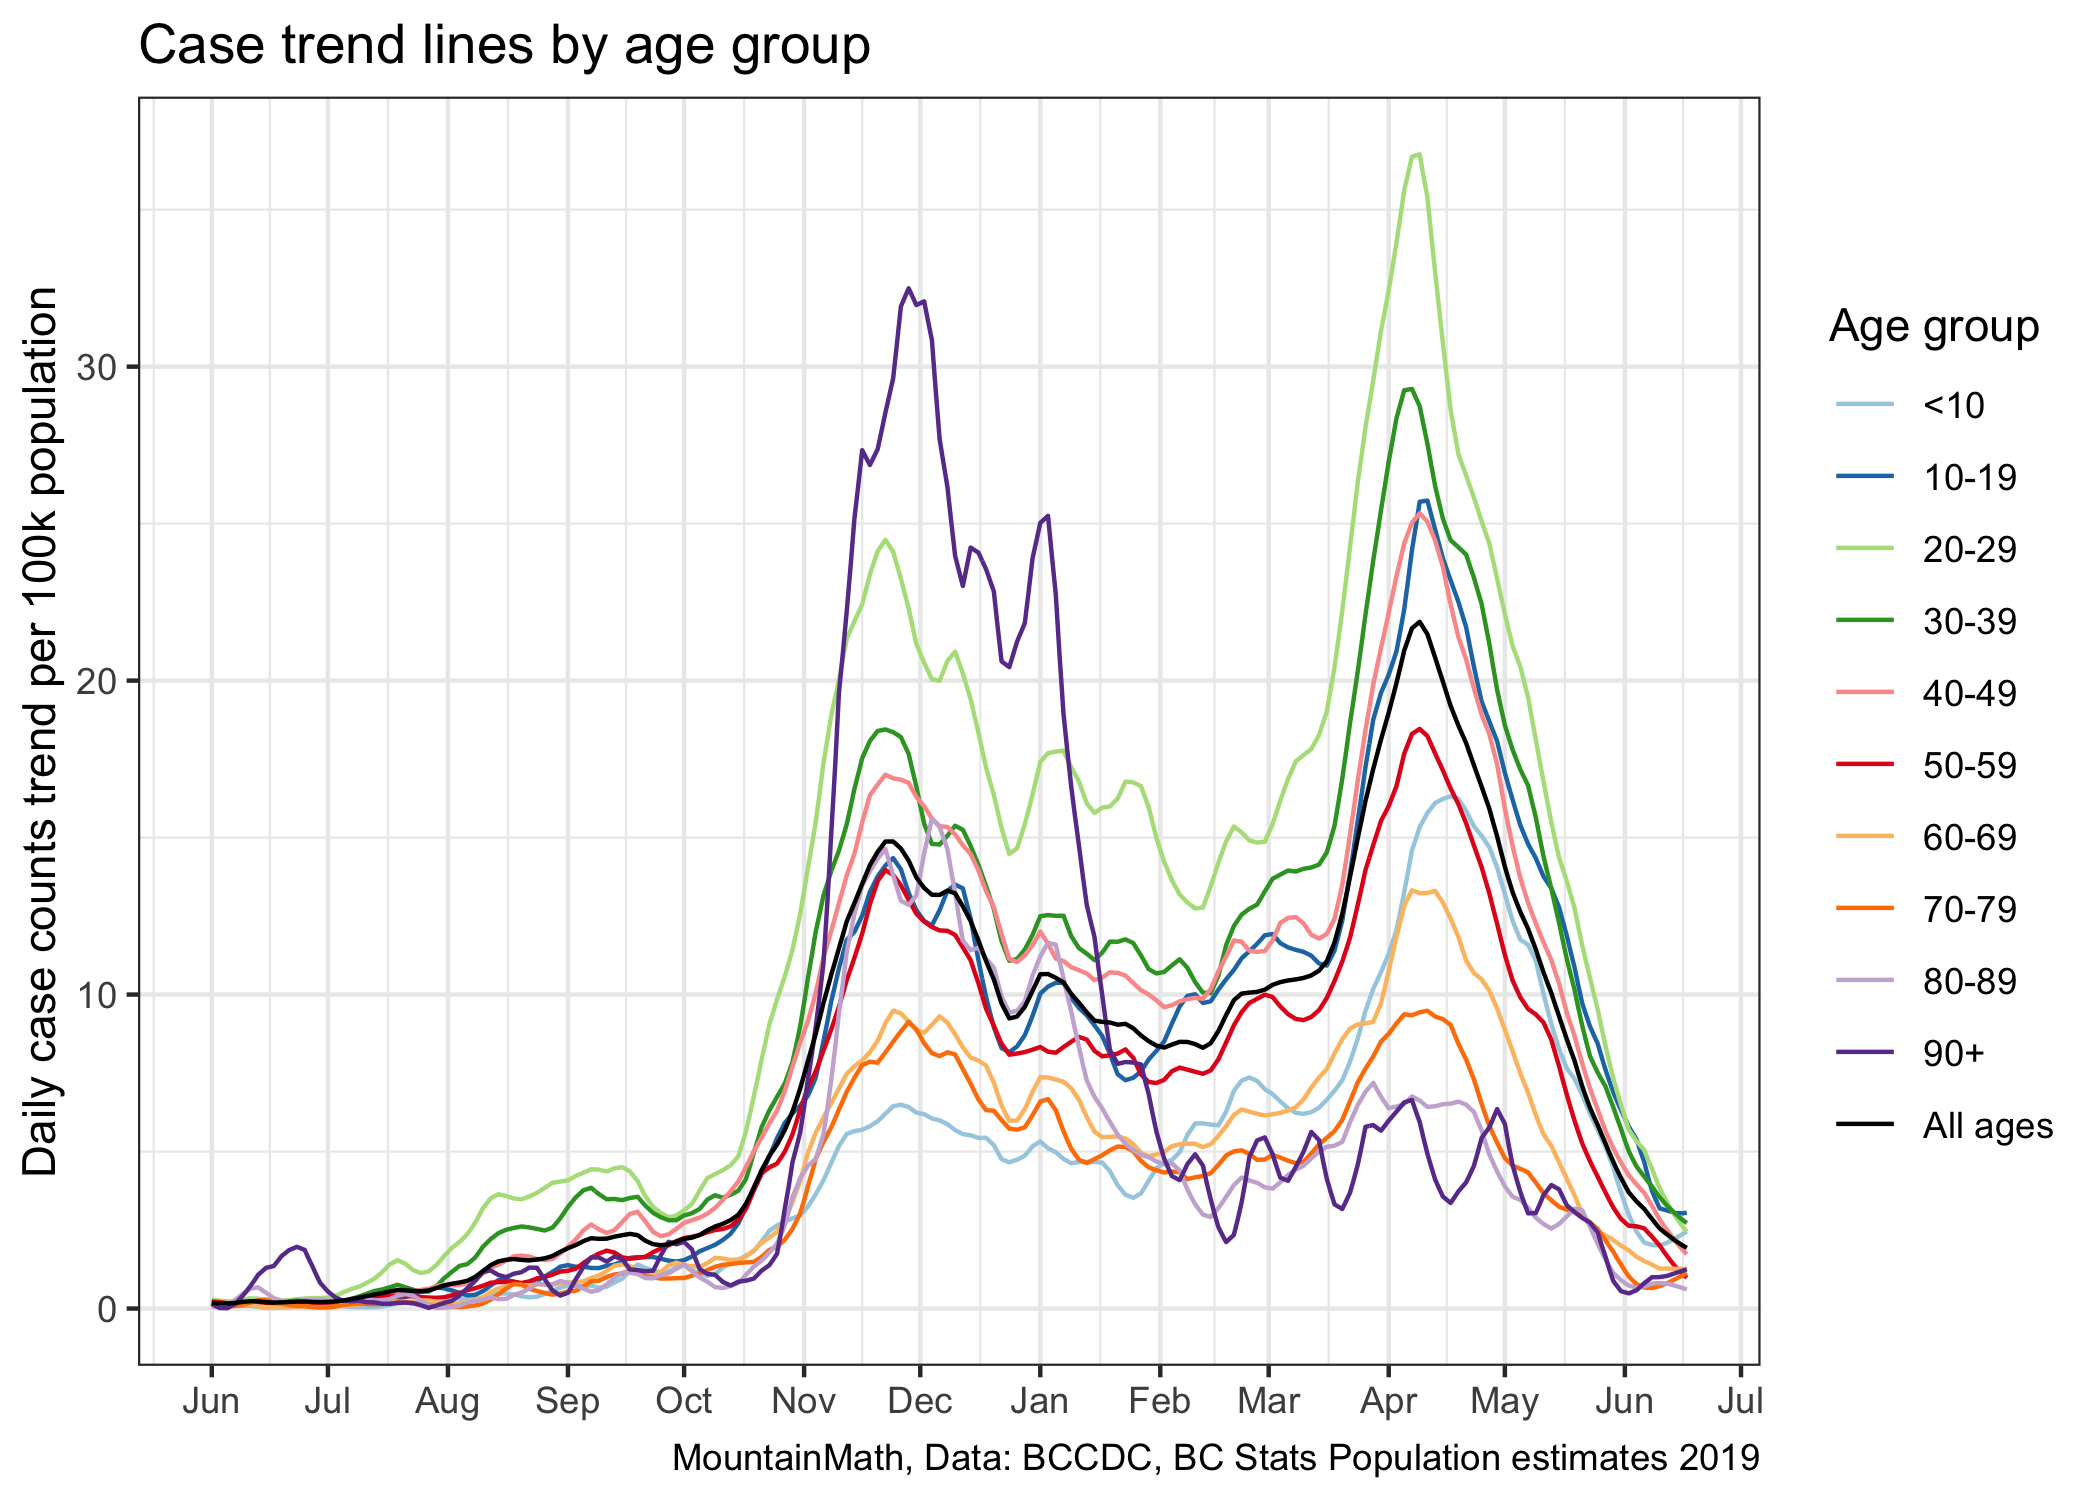 Case trend lines by age group
Daily case counts trend per 100k population
30
20
10
0
Jun Jul Aug Sep Oct Nov Dec Jan Feb Mar Apr May Jun Jul
MountainMath, Data: BCCDC, BC Stats Population estimates 2019
Age group
<10
10-19
20-29
30-39
40-49
50-59
60-69
70-79
80-89
90+
All ages